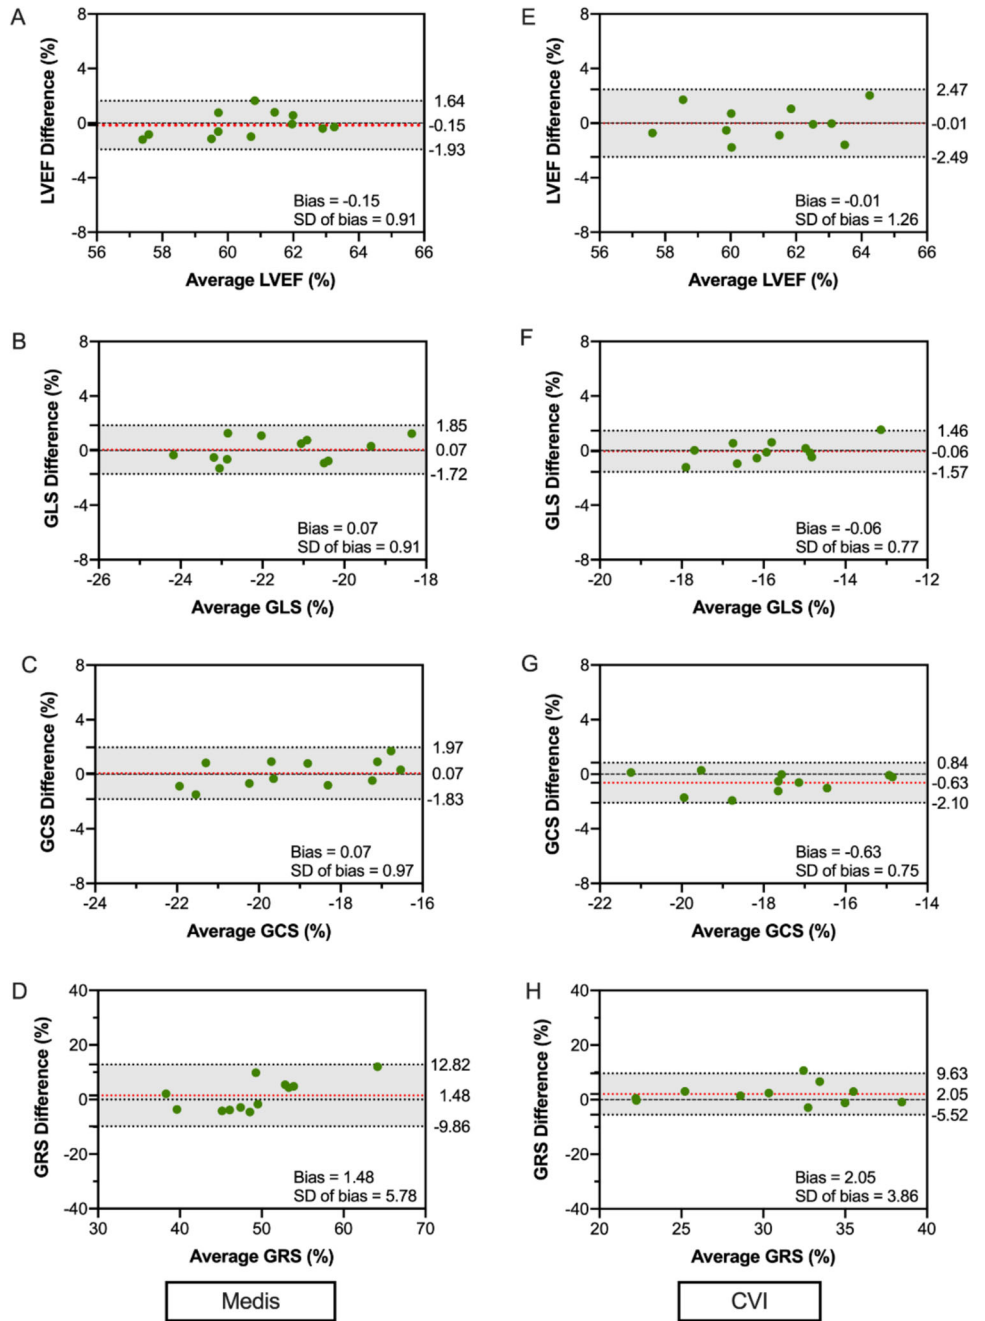 A
LVEF Difference (%)
8
4
0
-4
-8
1.64
-0.15
-1.93
Bias = -0.15
SD of bias = 0.91
56 58 60 62 64 66
Average LVEF (%)
E
LVEF Difference (%)
8
4
0
-4
-8
2.47
-0.01
-2.49
Bias = -0.01
SD of bias = 1.26
56 58 60 62 64 66
Average LVEF (%)
B
GLS Difference (%)
8
4
0
-4
-8
1.85
0.07
-1.72
Bias = 0.07
SD of bias = 0.91
-26 -24 -22 -20 -18
Average GLS (%)
F
GLS Difference (%)
8
4
0
-4
-8
1.46
-0.06
-1.57
Bias = -0.06
SD of bias = 0.77
-20 -18 -16 -14 -12
Average GLS (%)
C
GCS Difference (%)
8
4
0
-4
-8
1.97
0.07
-1.83
Bias = 0.07
SD of bias = 0.97
-24 -22 -20 -18 -16
Average GCS (%)
G
GCS Difference (%)
8
4
0
-4
-8
0.84
-0.63
-2.10
Bias = -0.63
SD of bias = 0.75
-22 -20 -18 -16 -14
Average GCS (%)
D
GRS Difference (%)
40
20
0
-20
-40
12.82
1.48
-9.86
Bias = 1.48
SD of bias = 5.78
30 40 50 60 70
Average GRS (%)
H
GRS Difference (%)
40
20
0
-20
-40
9.63
2.05
-5.52
Bias = 2.05
SD of bias = 3.86
20 25 30 35 40
Average GRS (%)
Medis
CVI